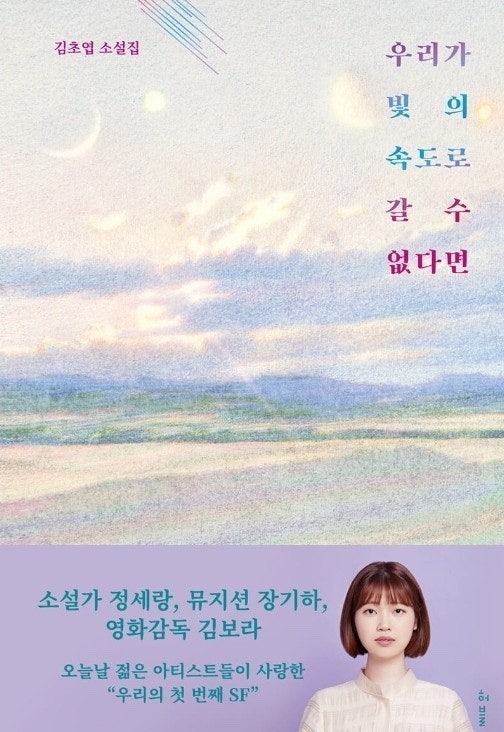 김초엽 소설집
우리가
빛의
속도로
갈 수
없다면
소설가 정세랑, 뮤지션 장기하,
영화감독 김보라
오늘날 젊은 아티스트들이 사랑한
“우리의 첫 번째 SF”
허블